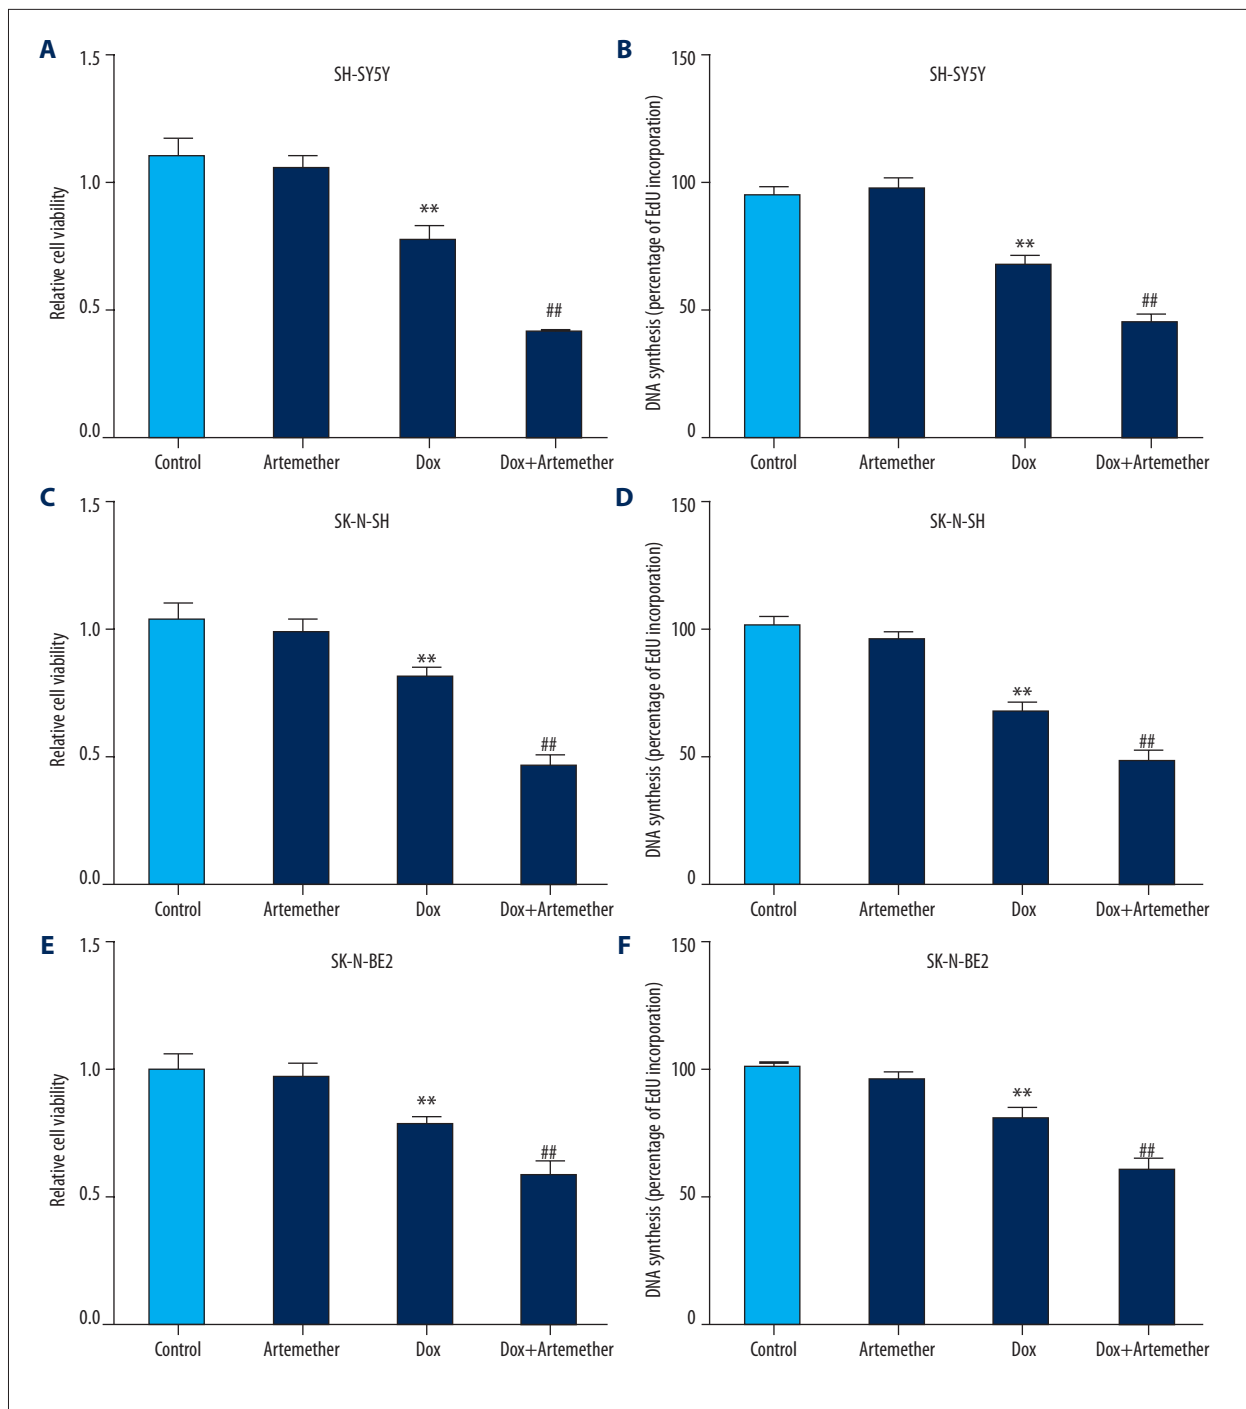 A
SH-SY5Y
Relative cell viability
1.5
1.0
0.5
0.0
**
##
Control Artemether Dox Dox+Artemether
B
SH-SY5Y
DNA synthesis (percentage of EdU incorporation)
150
100
50
0
**
##
Control Artemether Dox Dox+Artemether
C
SK-N-SH
Relative cell viability
1.5
1.0
0.5
0.0
**
##
Control Artemether Dox Dox+Artemether
D
SK-N-SH
DNA synthesis (percentage of EdU incorporation)
150
100
50
0
**
##
Control Artemether Dox Dox+Artemether
E
SK-N-BE2
Relative cell viability
1.5
1.0
0.5
0.0
**
##
Control Artemether Dox Dox+Artemether
F
SK-N-BE2
DNA synthesis (percentage of EdU incorporation)
150
100
50
0
**
##
Control Artemether Dox Dox+Artemether